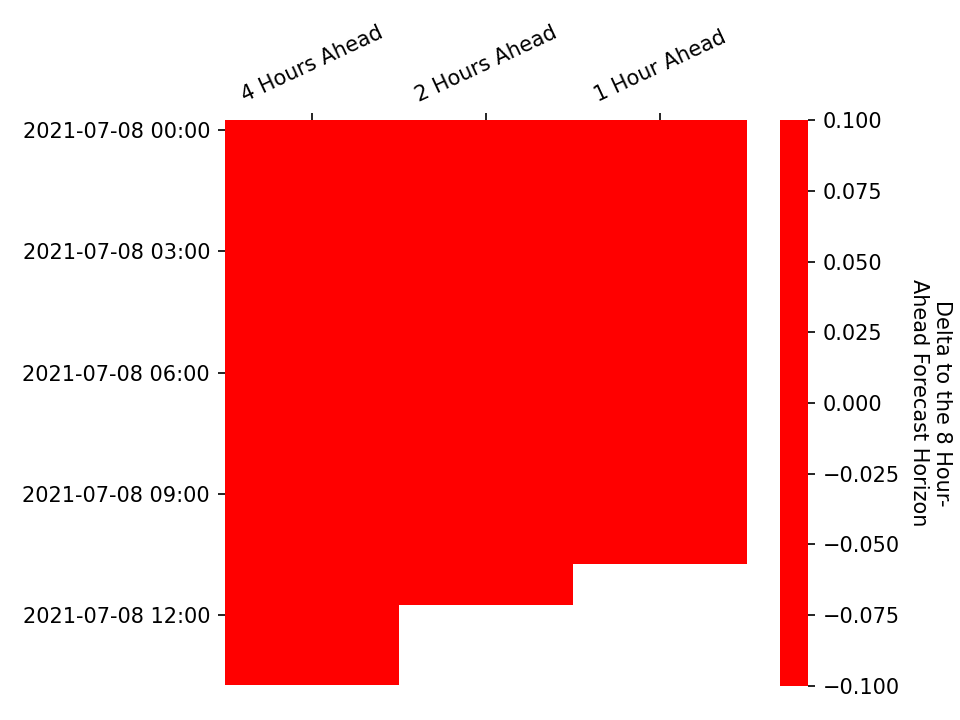 4 Hours Ahead
2 Hours Ahead
1 Hour Ahead
2021-07-08 00:00
2021-07-08 03:00
2021-07-08 06:00
2021-07-08 09:00
2021-07-08 12:00
0.100
0.075
0.050
0.025
0.000
−0.025
−0.050
−0.075
−0.100
Delta to the 8 Hour-
Ahead Forecast Horizon